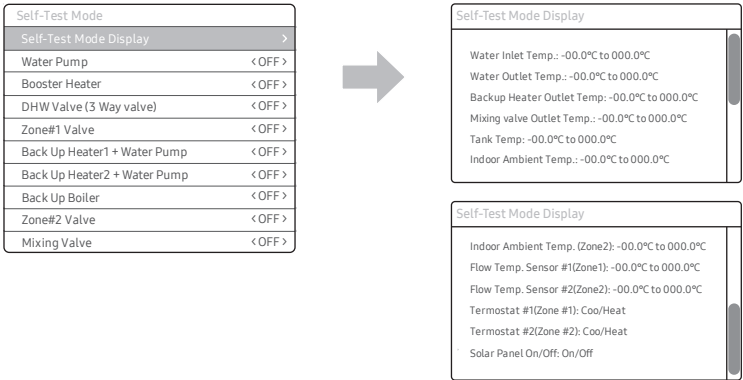 Self-Test Mode
Self-Test Mode Display >
Water Pump <OFF>
Booster Heater <OFF>
DHW Valve (3 Way valve) <OFF>
Zone#1 Valve <OFF>
Back Up Heater1 + Water Pump <OFF>
Back Up Heater2 + Water Pump <OFF>
Back Up Boiler <OFF>
Zone#2 Valve <OFF>
Mixing Valve <OFF>
Self-Test Mode Display
Water Inlet Temp.: -00.0℃ to 000.0℃
Water Outlet Temp.: -00.0℃ to 000.0℃
Backup Heater Outlet Temp: -00.0℃ to 000.0℃
Mixing valve Outlet Temp.: -00.0℃ to 000.0℃
Tank Temp: -00.0℃ to 000.0℃
Indoor Ambient Temp.: -00.0℃ to 000.0℃
Self-Test Mode Display
Indoor Ambient Temp. (Zone2): -00.0℃ to 000.0℃
Flow Temp. Sensor #1(Zone1): -00.0℃ to 000.0℃
Flow Temp. Sensor #2(Zone2): -00.0℃ to 000.0℃
Termostat #1(Zone #1): Coo/Heat
Termostat #2(Zone #2): Coo/Heat
Solar Panel On/Off: On/Off